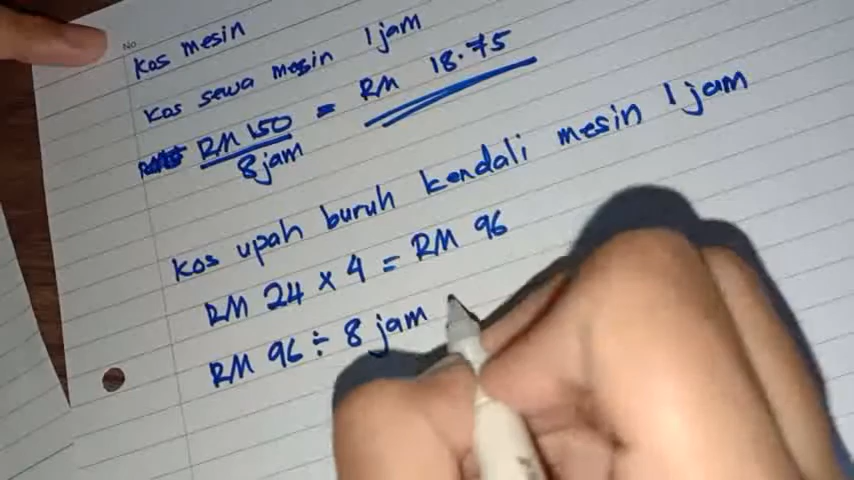 No
Kos mesin
Kos sewa mesin 1 jam
RM 150 = RM 18.75
8 jam
Kos upah buruh kendali mesin 1 jam
RM 24 × 4 = RM 96
RM 96 ÷ 8 jam